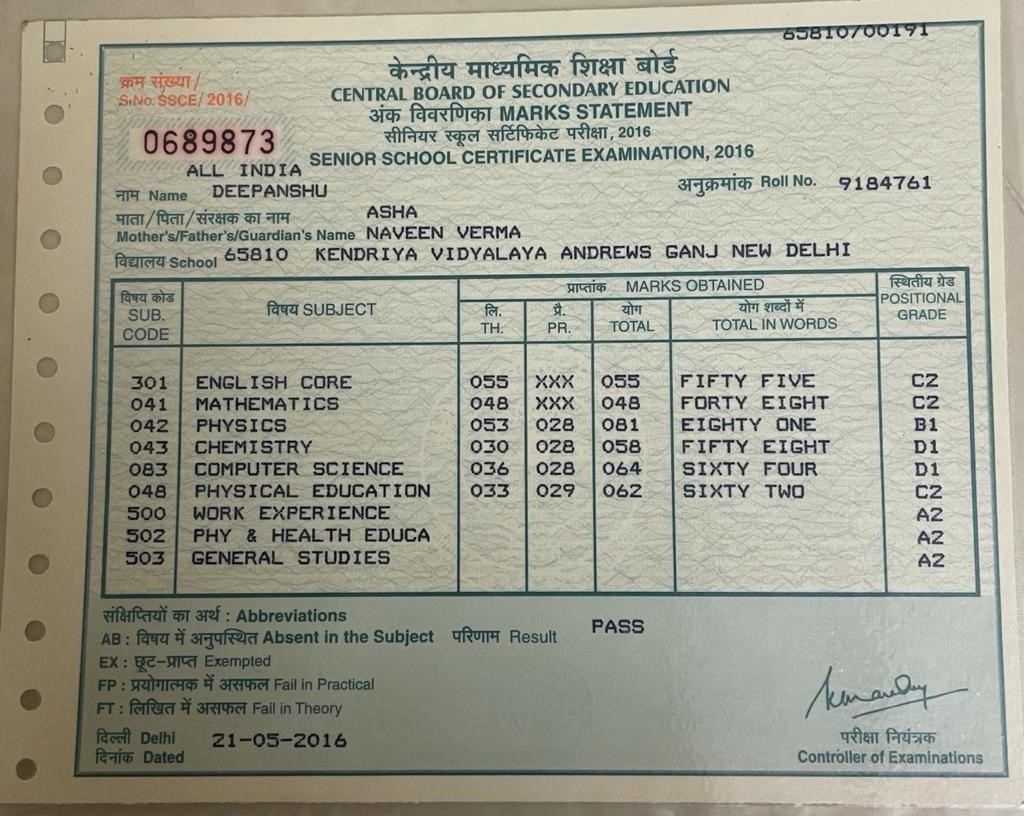 65810/00191
केन्द्रीय माध्यमिक शिक्षा बोर्ड
क्रम संख्या/
CENTRAL BOARD OF SECONDARY EDUCATION
S.No. SSCE/ 2016/
अंक विवरणिका MARKS STATEMENT
0689873
सीनियर स्कूल सर्टिफिकेट परीक्षा, 2016
SENIOR SCHOOL CERTIFICATE EXAMINATION, 2016
ALL INDIA
नाम Name DEEPANSHU अनुक्रमांक Roll No. 9184761
माता/पिता/संरक्षक का नाम ASHA
Mother's/Father's/Guardian's Name NAVEEN VERMA
विद्यालय School 65810 KENDRIYA VIDYALAYA ANDREWS GANJ NEW DELHI
विषय कोड SUB. CODE विषय SUBJECT प्राप्तांक MARKS OBTAINED स्थितीय ग्रेड POSITIONAL GRADE
लि. TH. प्रै. PR. योग TOTAL योग शब्दों में TOTAL IN WORDS
301 ENGLISH CORE 055 XXX 055 FIFTY FIVE C2
041 MATHEMATICS 048 XXX 048 FORTY EIGHT C2
042 PHYSICS 053 028 081 EIGHTY ONE B1
043 CHEMISTRY 030 028 058 FIFTY EIGHT D1
083 COMPUTER SCIENCE 036 028 064 SIXTY FOUR D1
048 PHYSICAL EDUCATION 033 029 062 SIXTY TWO C2
500 WORK EXPERIENCE A2
502 PHY & HEALTH EDUCA A2
503 GENERAL STUDIES A2
संक्षिप्तियों का अर्थ : Abbreviations
AB : विषय में अनुपस्थित Absent in the Subject परिणाम Result PASS
EX : छूट-प्राप्त Exempted
FP : प्रयोगात्मक में असफल Fail in Practical
FT : लिखित में असफल Fail in Theory
दिल्ली Delhi
दिनांक Dated 21-05-2016
परीक्षा नियंत्रक
Controller of Examinations